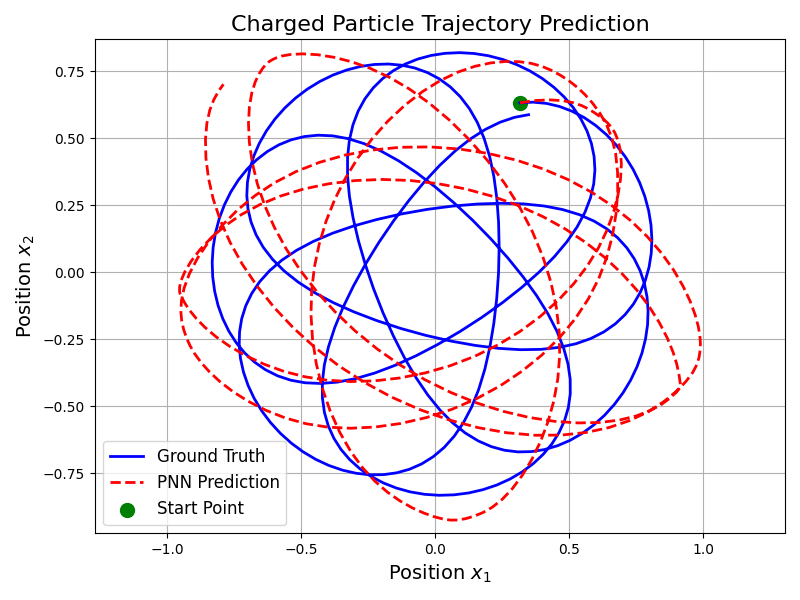 Charged Particle Trajectory Prediction
Position x₂
0.75
0.50
0.25
0.00
−0.25
−0.50
−0.75
Ground Truth
PNN Prediction
Start Point
−1.0
−0.5
0.0
0.5
1.0
Position x₁